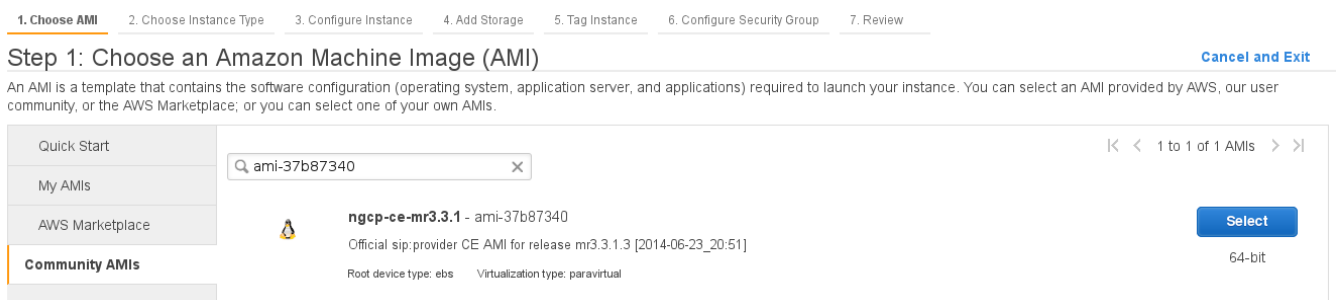 1. Choose AMI 2. Choose Instance Type 3. Configure Instance 4. Add Storage 5. Tag Instance 6. Configure Security Group 7. Review
Step 1: Choose an Amazon Machine Image (AMI)
Cancel and Exit
An AMI is a template that contains the software configuration (operating system, application server, and applications) required to launch your instance. You can select an AMI provided by AWS, our user
community, or the AWS Marketplace; or you can select one of your own AMIs.
Quick Start
My AMIs
AWS Marketplace
Community AMIs
1 to 1 of 1 AMIs
ami-37b87340
ngcp-ce-mr3.3.1 - ami-37b87340
Official sip:provider CE AMI for release mr3.3.1.3 [2014-06-23_20:51]
Root device type: ebs Virtualization type: paravirtual
Select
64-bit